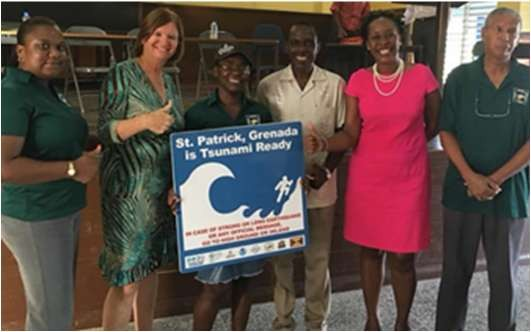 St. Patrick, Grenada
is Tsunami Ready
IN CASE OF STRONG OR LONG EARTHQUAKE
OR ANY OFFICIAL MESSAGE,
GO TO HIGH GROUND OR INLAND